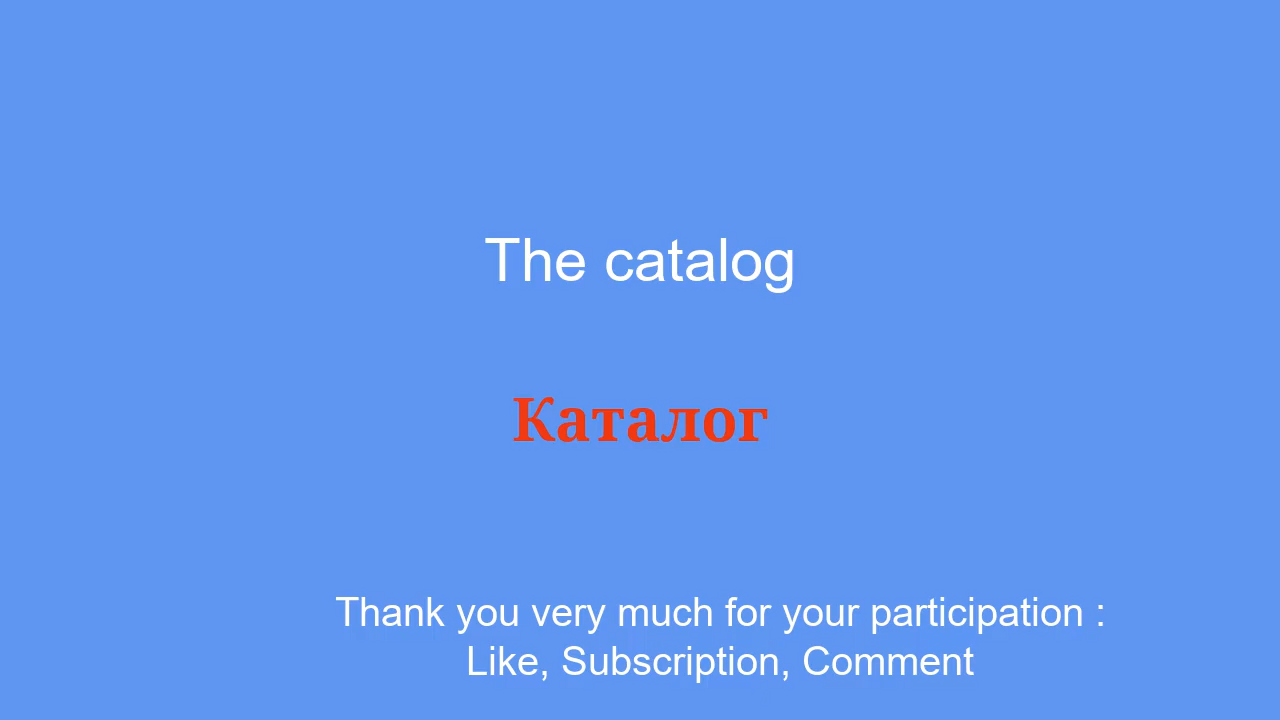 The catalog
Каталог
Thank you very much for your participation :
Like, Subscription, Comment